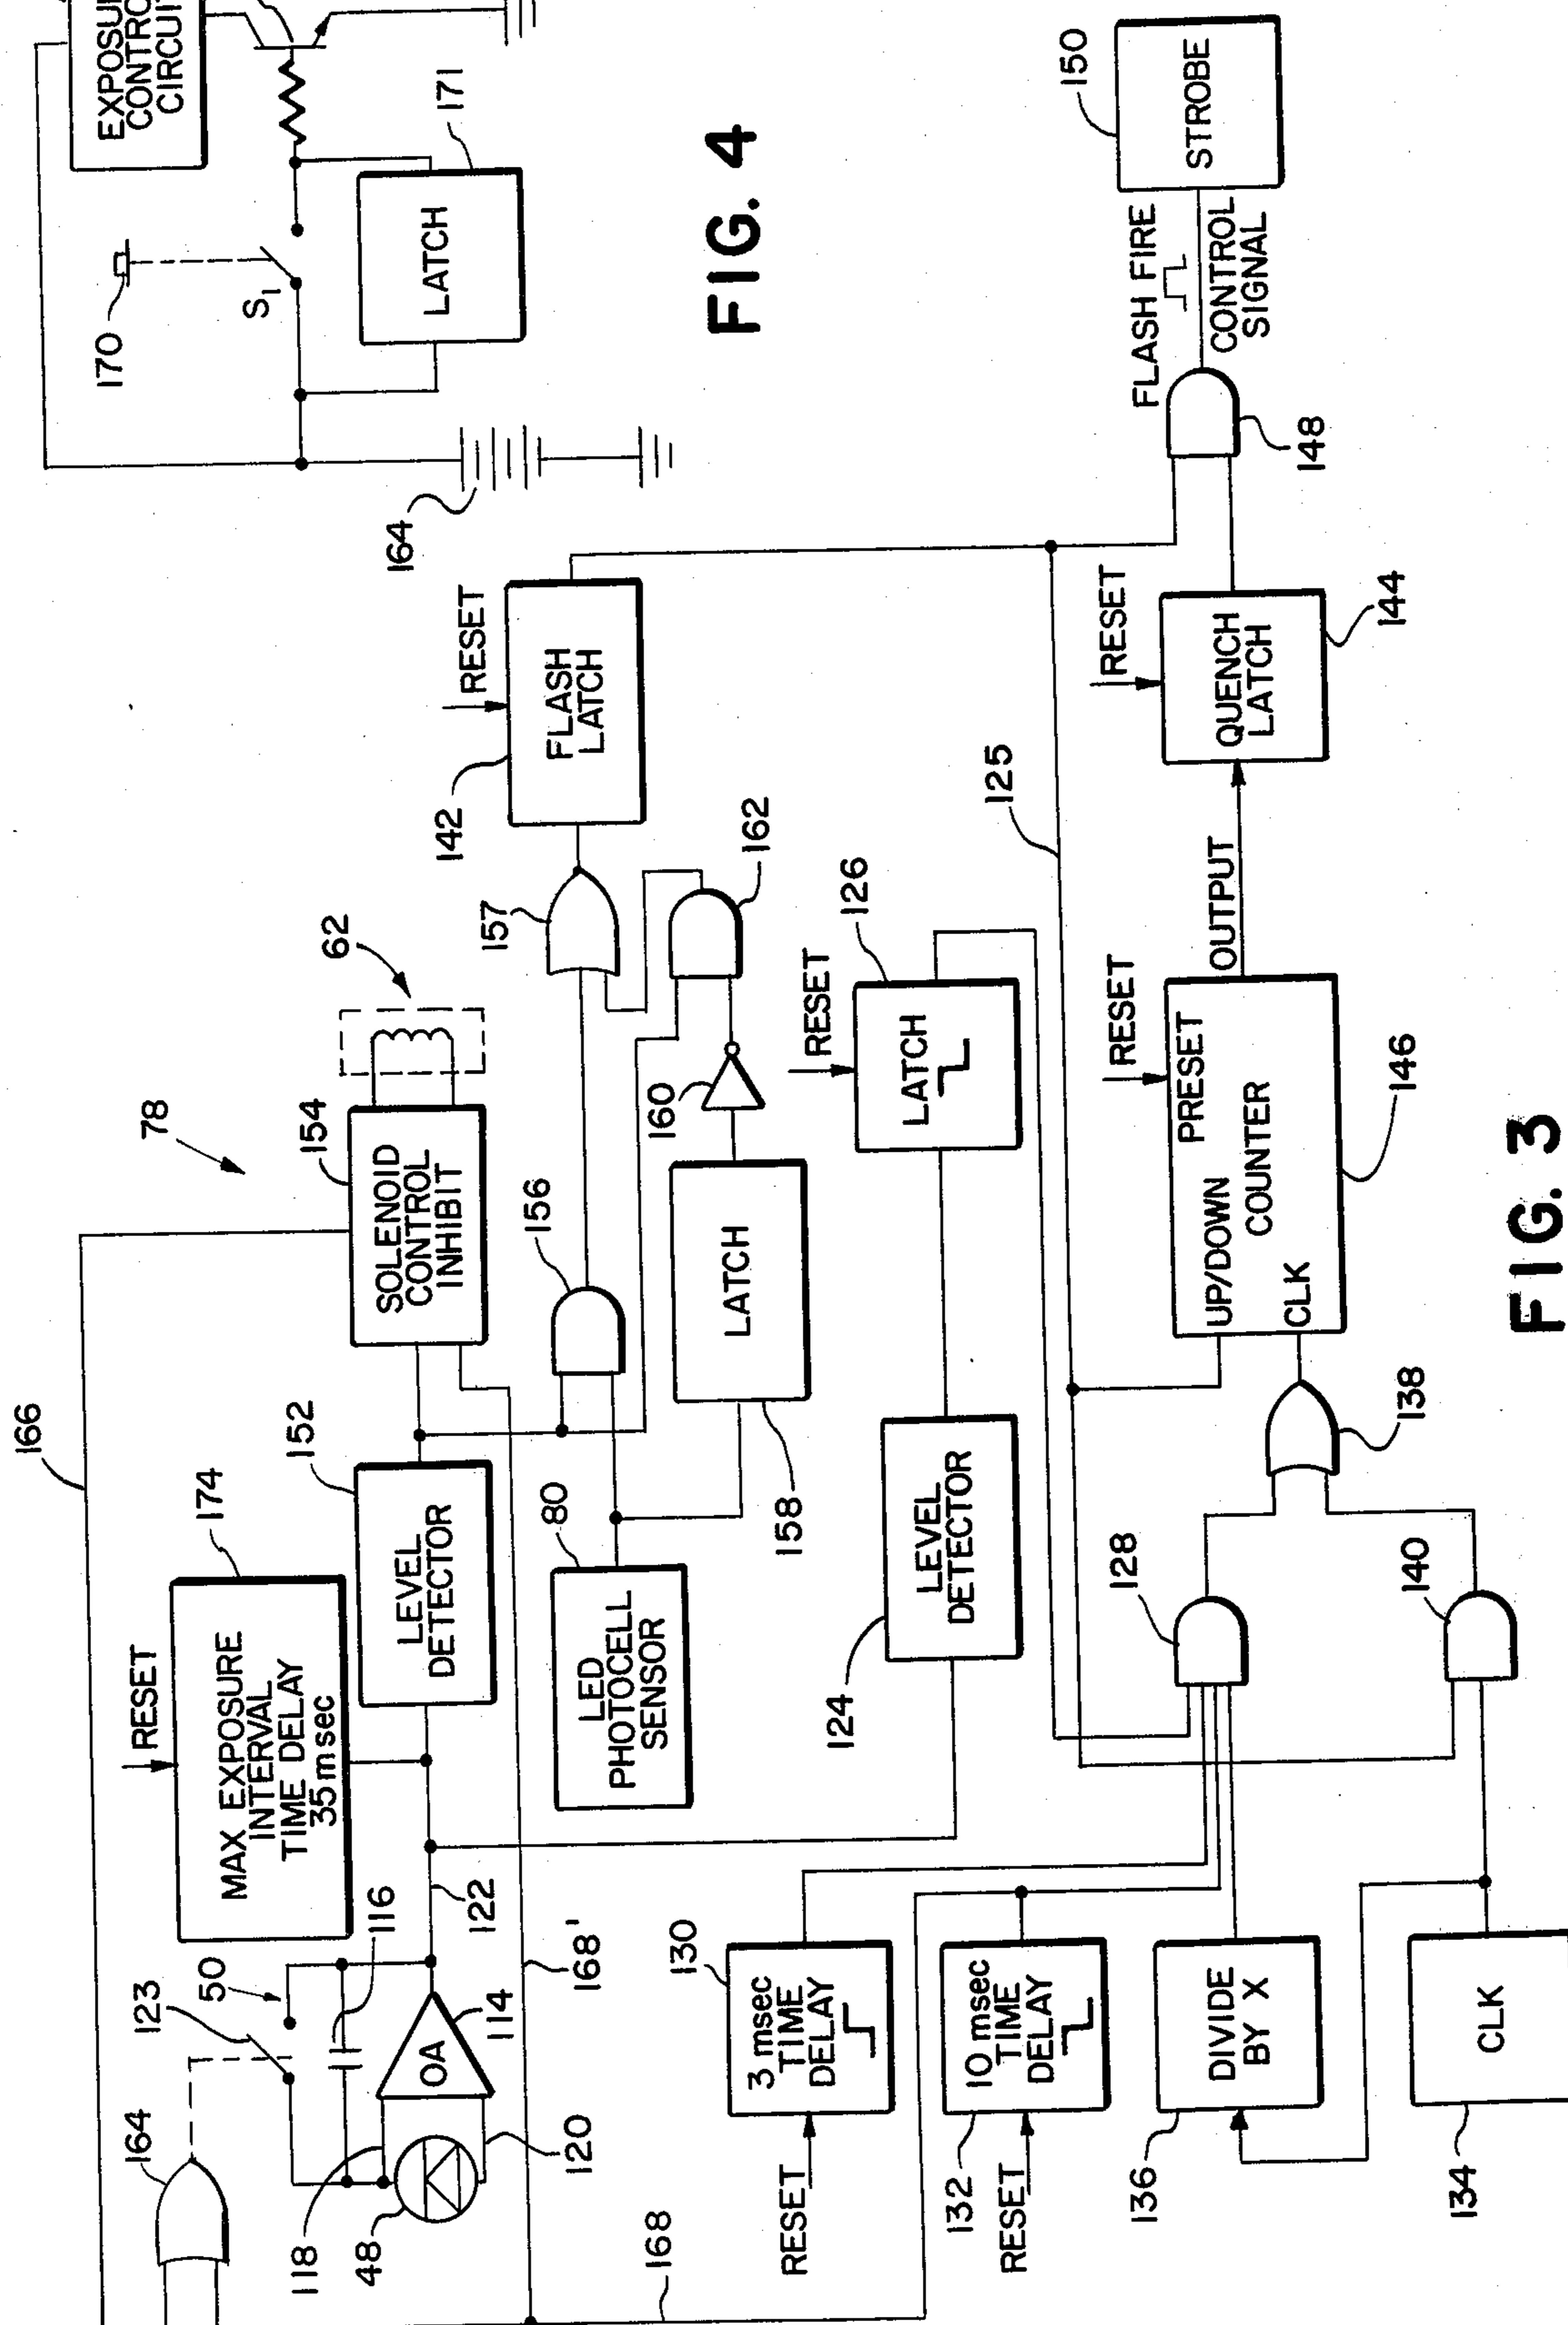 EXPOSU
CONTRO
CIRCUIT
170
S1
LATCH
171
164
FIG. 4
166
78
RESET
174
MAX EXPOSURE
INTERVAL
TIME DELAY
35 m sec
152
LEVEL
DETECTOR
154
SOLENOID
CONTROL
INHIBIT
62
164
123
50
116
118
48
OA
114
120
122
168'
168
80
LED
PHOTOCELL
SENSOR
156
157
142
RESET
FLASH
LATCH
LATCH
158
160
162
124
LEVEL
DETECTOR
RESET
126
LATCH
125
130
3 msec
TIME
DELAY
RESET
132
10 msec
TIME
DELAY
RESET
136
DIVIDE
BY X
134
CLK
128
140
138
RESET
PRESET
UP/DOWN
COUNTER
CLK
146
OUTPUT
RESET
QUENCH
LATCH
144
148
FLASH FIRE
CONTROL
SIGNAL
150
STROBE
FIG. 3